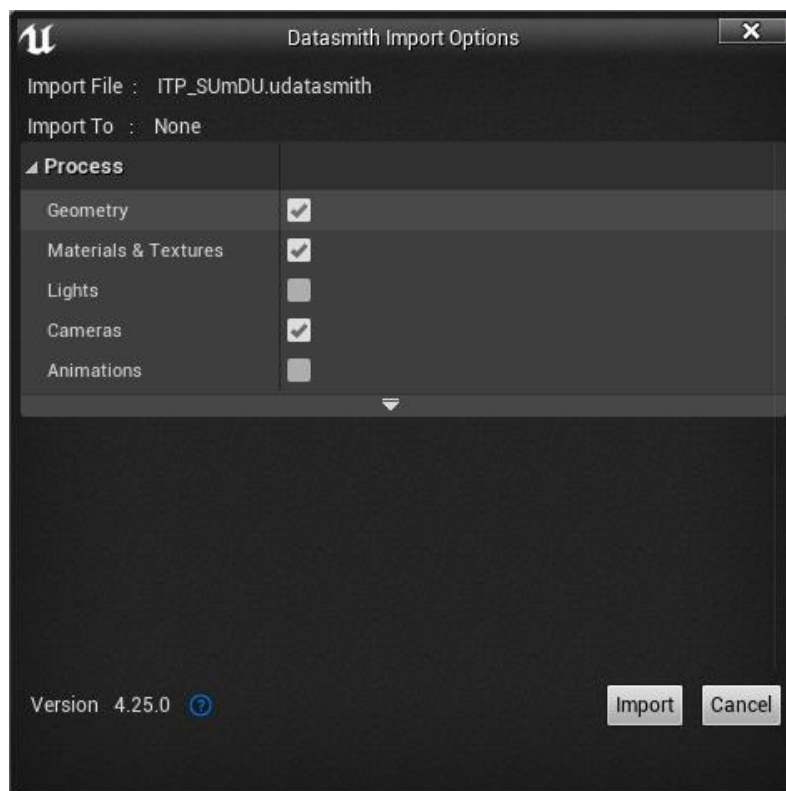 Datasmith Import Options
Import File : ITP_SUmDU.udatasmith
Import To : None
Process
Geometry
Materials & Textures
Lights
Cameras
Animations
Version 4.25.0 ?
Import Cancel